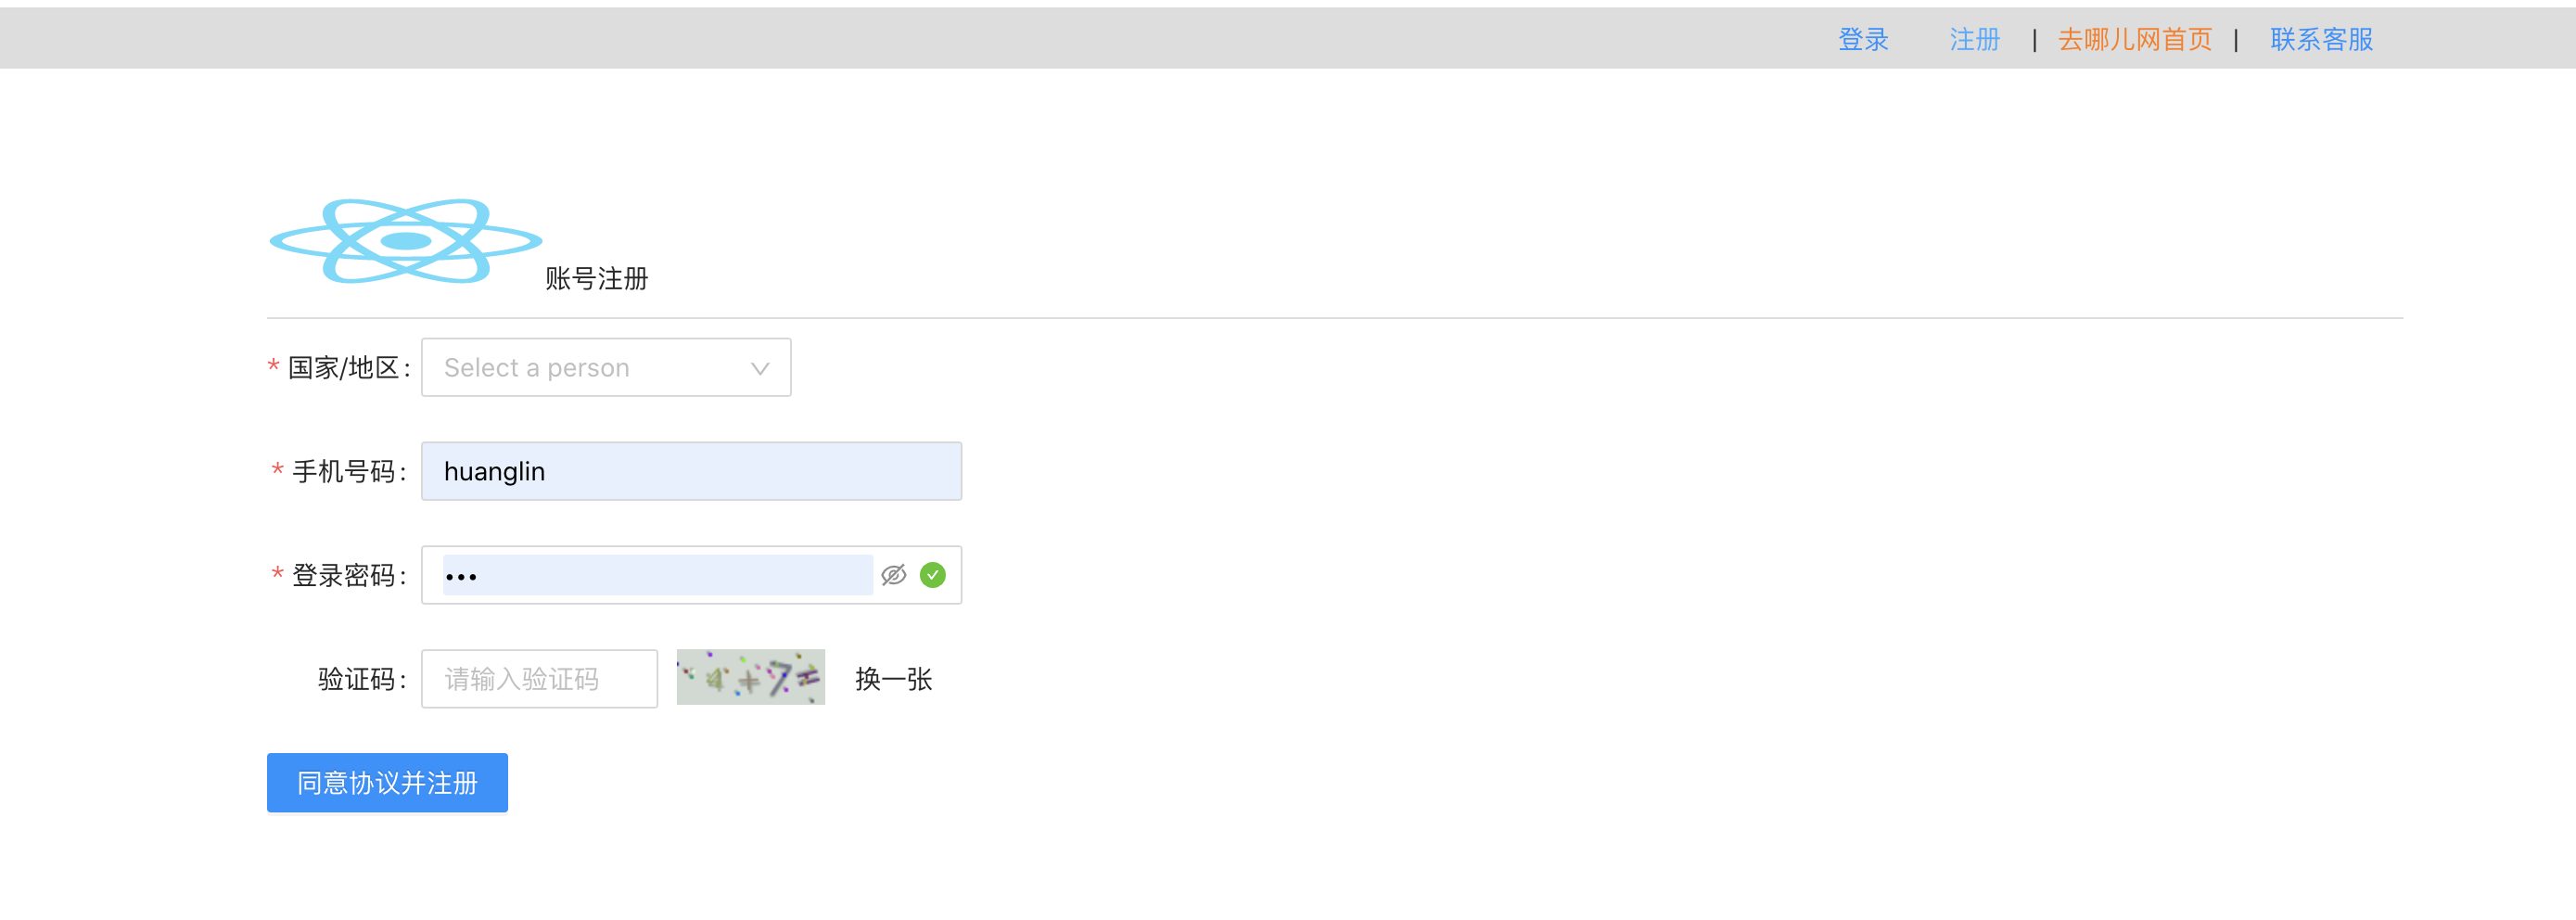 登录 注册 | 去哪儿网首页 | 联系客服
账号注册
* 国家/地区: Select a person
* 手机号码: huanglin
* 登录密码: •••
验证码: 请输入验证码 4+7= 换一张
同意协议并注册